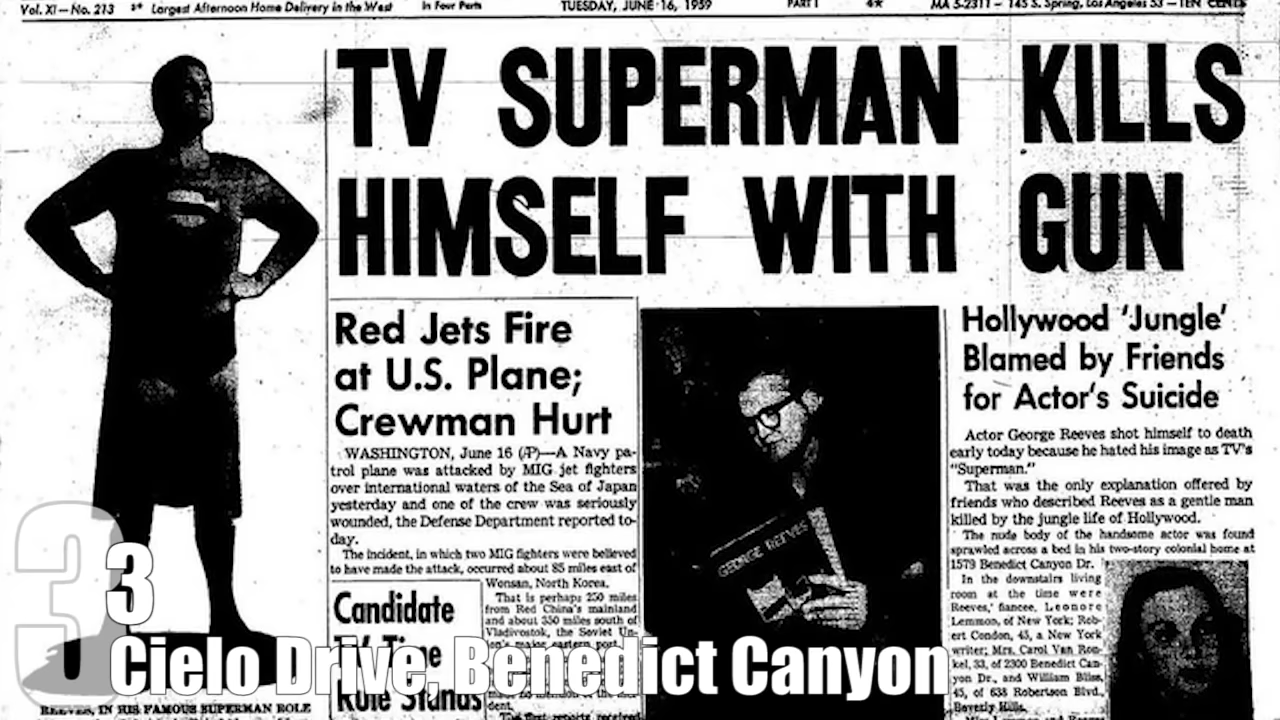 Vol. XI—No. 213 Largest Afternoon Home Delivery in the West In Four Parts TUESDAY, JUNE 16, 1959 PART I MA 5-2311 — 145 S. Spring, Los Angeles 53 — TEN CENTS
TV SUPERMAN KILLS
HIMSELF WITH GUN
Red Jets Fire
at U.S. Plane;
Crewman Hurt
WASHINGTON, June 16 (AP)—A Navy pa-
trol plane was attacked by MIG jet fighters
over international waters of the Sea of Japan
yesterday and one of the crew was seriously
wounded, the Defense Department reported to-
day.
The incident, in which two MIG fighters were believed
to have made the attack, occurred about 85 miles east of
Wonsan, North Korea.
That is perhaps 250 miles
from Red China's mainland
and about 350 miles south of
Vladivostok, the Soviet Un-
Candidate
Rule Stands
dent.
The first reports received
GEORGE REEVES
Hollywood 'Jungle'
Blamed by Friends
for Actor's Suicide
Actor George Reeves shot himself to death
early today because he hated his image as TV's
"Superman."
That was the only explanation offered by
friends who described Reeves as a gentle man
killed by the jungle life of Hollywood.
The nude body of the handsome actor was found
sprawled across a bed in his two-story colonial home at
1579 Benedict Canyon Dr.
In the downstairs living
room at the time were
Reeves,' fiancee, Leonore
Lemmon, of New York; Rob-
ert Condon, 43, a New York
writer; Mrs. Carol Van Ron-
kel, 33, of 2300 Benedict Can-
yon Dr., and William Bliss,
45, of 638 Robertson Blvd.,
Beverly Hills.
REEVES, IN HIS FAMOUS SUPERMAN ROLE
3
3
Cielo Drive, Benedict Canyon